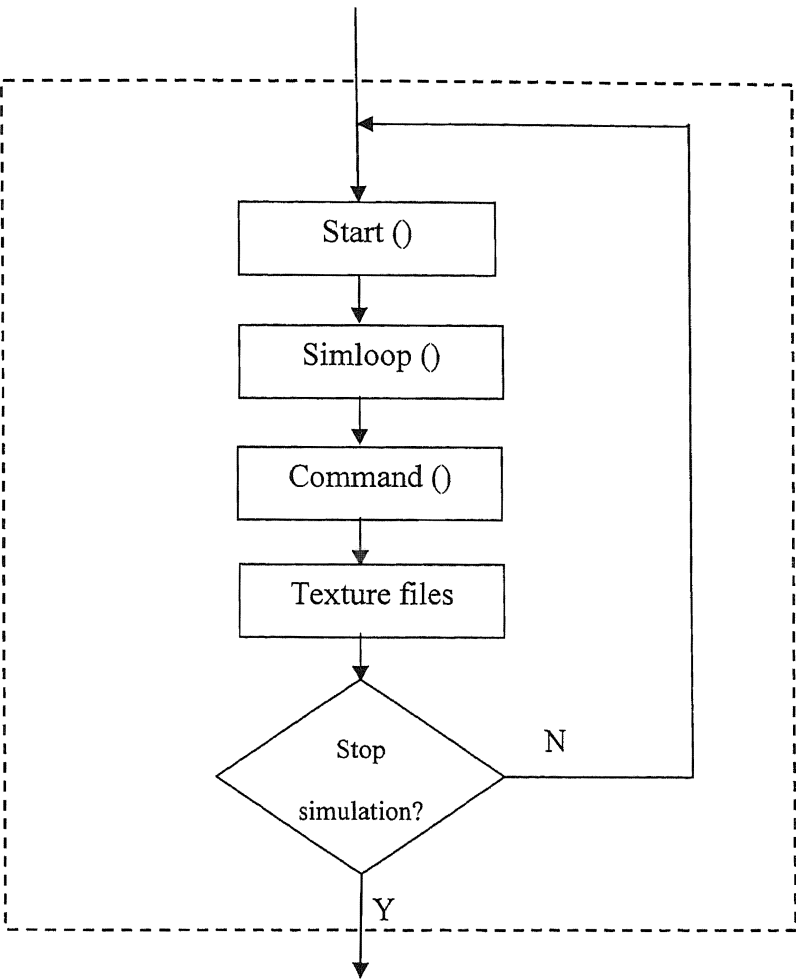 Start ()
Simloop ()
Command ()
Texture files
Stop
simulation?
N
Y